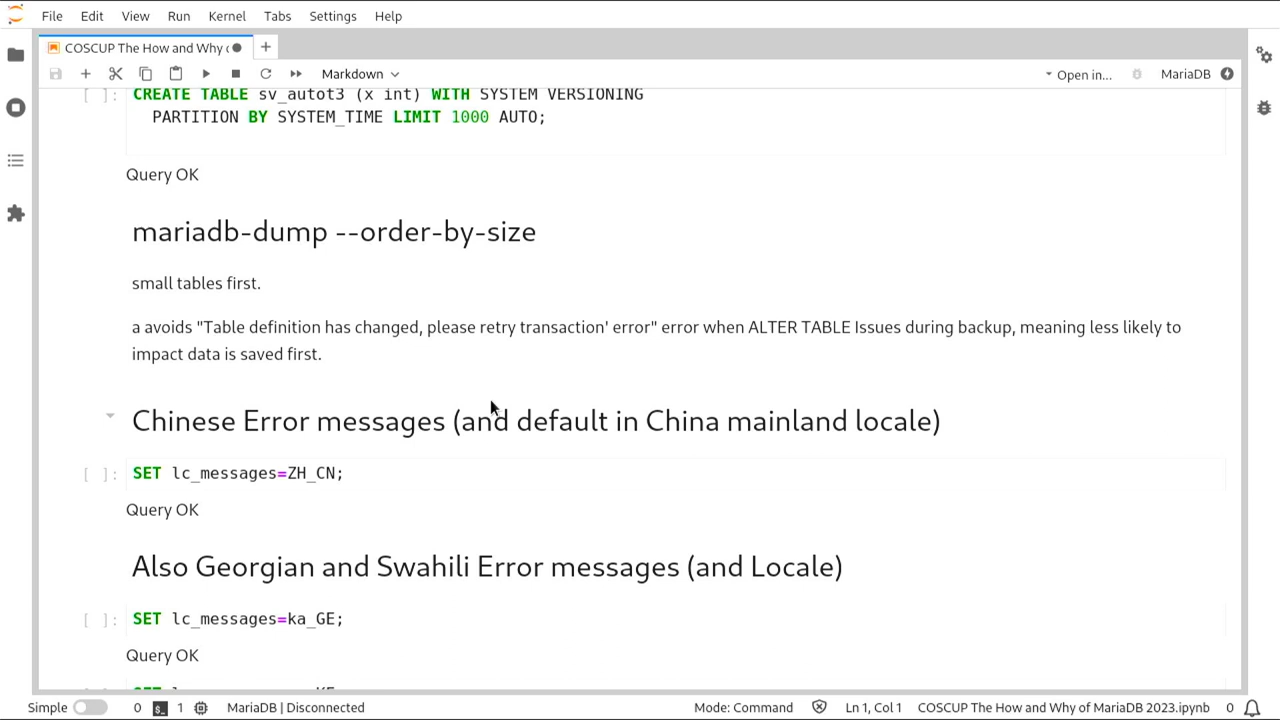 File Edit View Run Kernel Tabs Settings Help
COSCUP The How and Why
Markdown Open in... MariaDB
[ ]: CREATE TABLE sv_autot3 (x int) WITH SYSTEM VERSIONING
PARTITION BY SYSTEM_TIME LIMIT 1000 AUTO;
Query OK
mariadb-dump --order-by-size
small tables first.
a avoids "Table definition has changed, please retry transaction' error" error when ALTER TABLE Issues during backup, meaning less likely to
impact data is saved first.
Chinese Error messages (and default in China mainland locale)
[ ]: SET lc_messages=ZH_CN;
Query OK
Also Georgian and Swahili Error messages (and Locale)
[ ]: SET lc_messages=ka_GE;
Query OK
Simple 0 1 MariaDB | Disconnected Mode: Command Ln 1, Col 1 COSCUP The How and Why of MariaDB 2023.ipynb 0